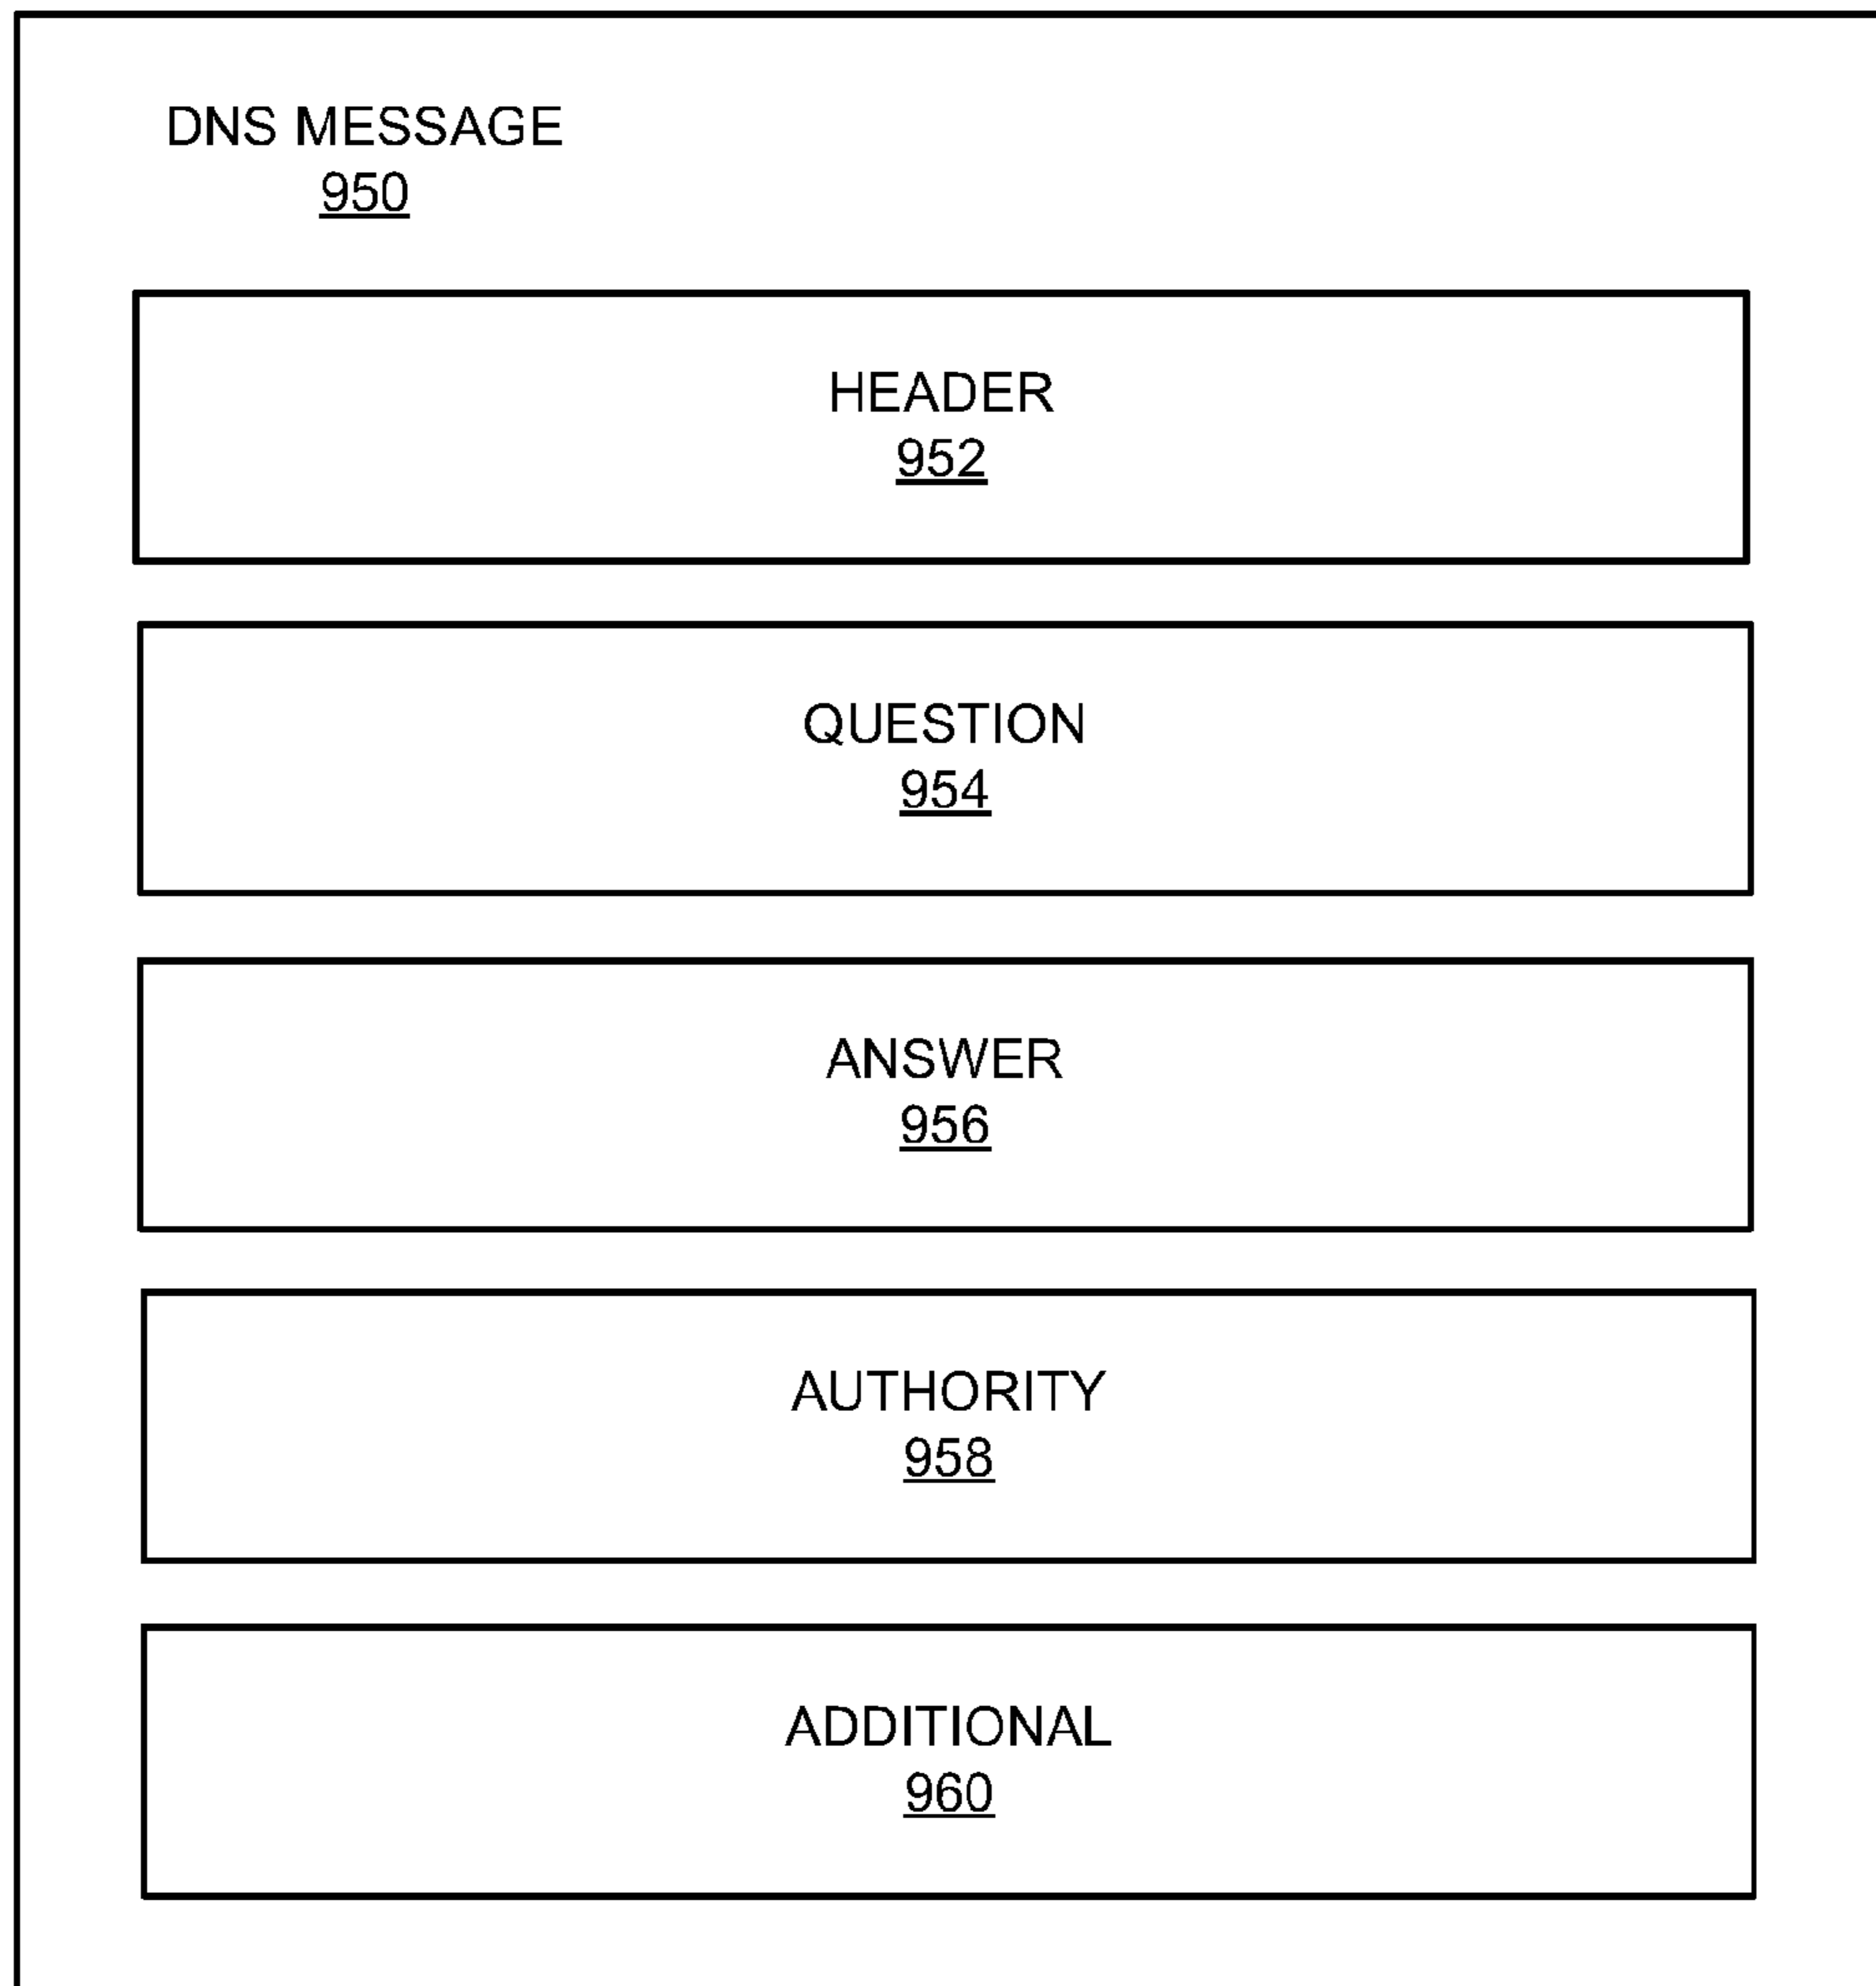 DNS MESSAGE
950
HEADER
952
QUESTION
954
ANSWER
956
AUTHORITY
958
ADDITIONAL
960